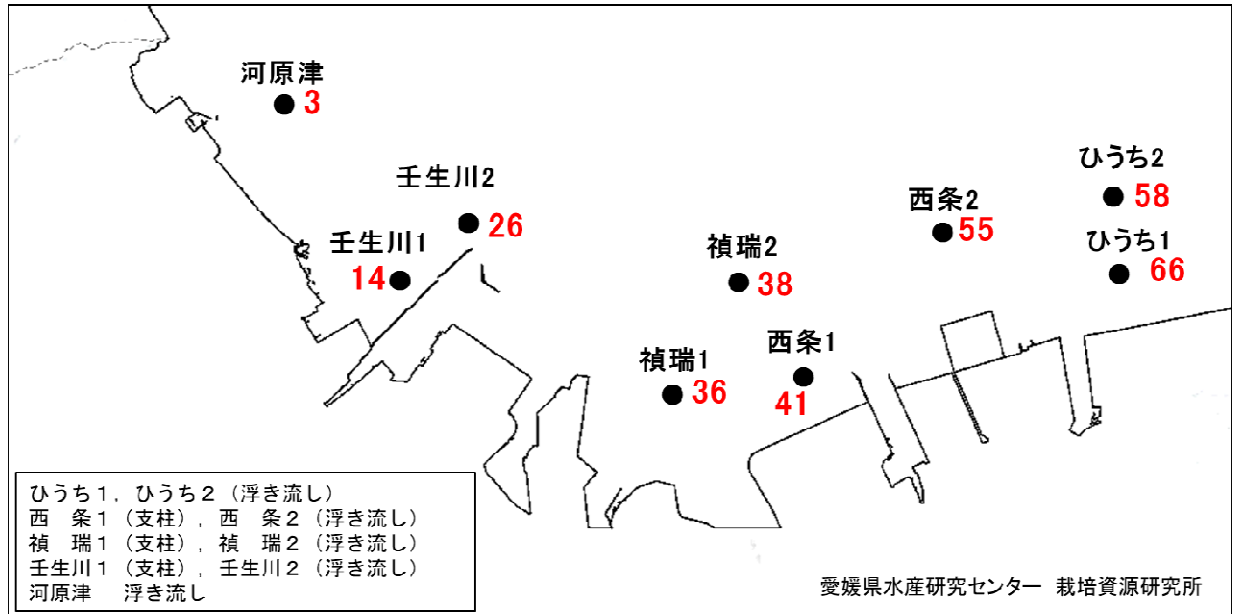 河原津
3
壬生川2
26
壬生川1
14
禎瑞2
38
禎瑞1
36
西条1
41
西条2
55
ひうち2
58
ひうち1
66
ひうち1, ひうち2 (浮き流し)
西 条1 (支柱), 西 条2 (浮き流し)
禎 瑞1 (支柱), 禎 瑞2 (浮き流し)
壬生川1 (支柱), 壬生川2 (浮き流し)
河原津 浮き流し
愛媛県水産研究センター 栽培資源研究所